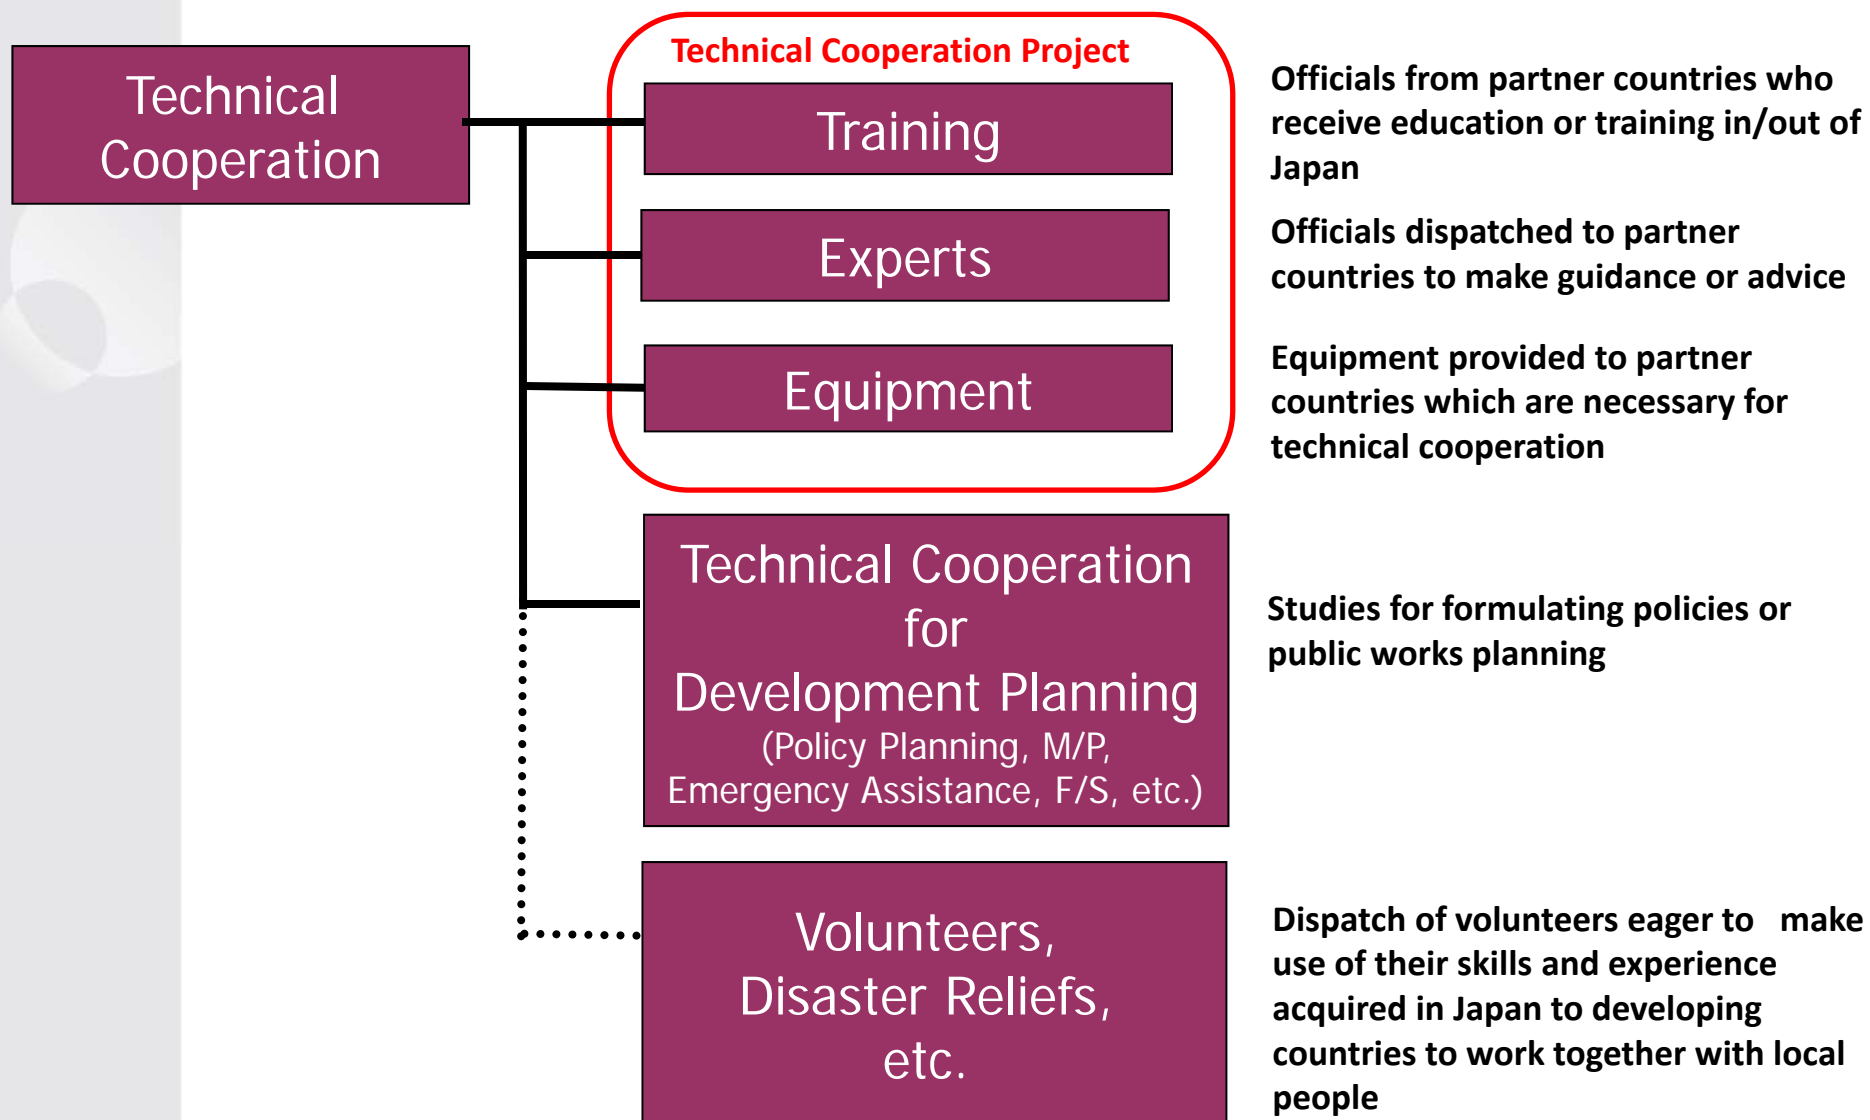 Technical
Cooperation
Technical Cooperation Project
Training
Officials from partner countries who
receive education or training in/out of
Japan
Experts
Officials dispatched to partner
countries to make guidance or advice
Equipment
Equipment provided to partner
countries which are necessary for
technical cooperation
Technical Cooperation
for
Development Planning
(Policy Planning, M/P,
Emergency Assistance, F/S, etc.)
Studies for formulating policies or
public works planning
Volunteers,
Disaster Reliefs,
etc.
Dispatch of volunteers eager to make
use of their skills and experience
acquired in Japan to developing
countries to work together with local
people